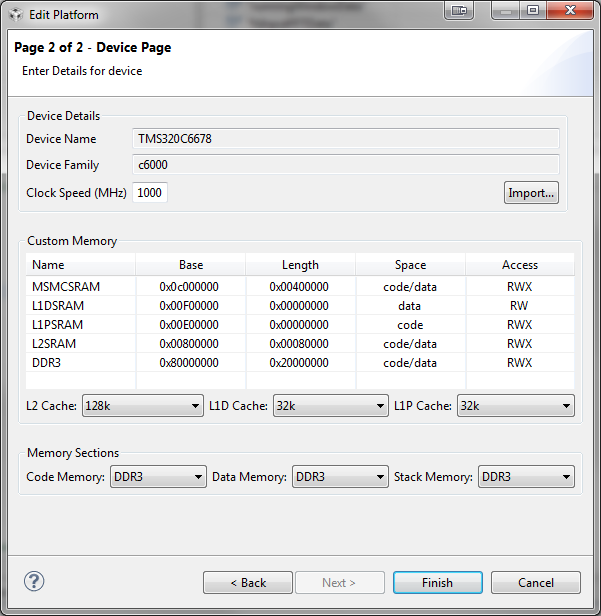 Edit Platform
Page 2 of 2 - Device Page
Enter Details for device
Device Details
Device Name TMS320C6678
Device Family c6000
Clock Speed (MHz) 1000 Import...
Custom Memory
Name Base Length Space Access
MSMCSRAM 0x0c000000 0x00400000 code/data RWX
L1DSRAM 0x00F00000 0x00000000 data RW
L1PSRAM 0x00E00000 0x00000000 code RWX
L2SRAM 0x00800000 0x00080000 code/data RWX
DDR3 0x80000000 0x20000000 code/data RWX
L2 Cache: 128k L1D Cache: 32k L1P Cache: 32k
Memory Sections
Code Memory: DDR3 Data Memory: DDR3 Stack Memory: DDR3
? < Back Next > Finish Cancel